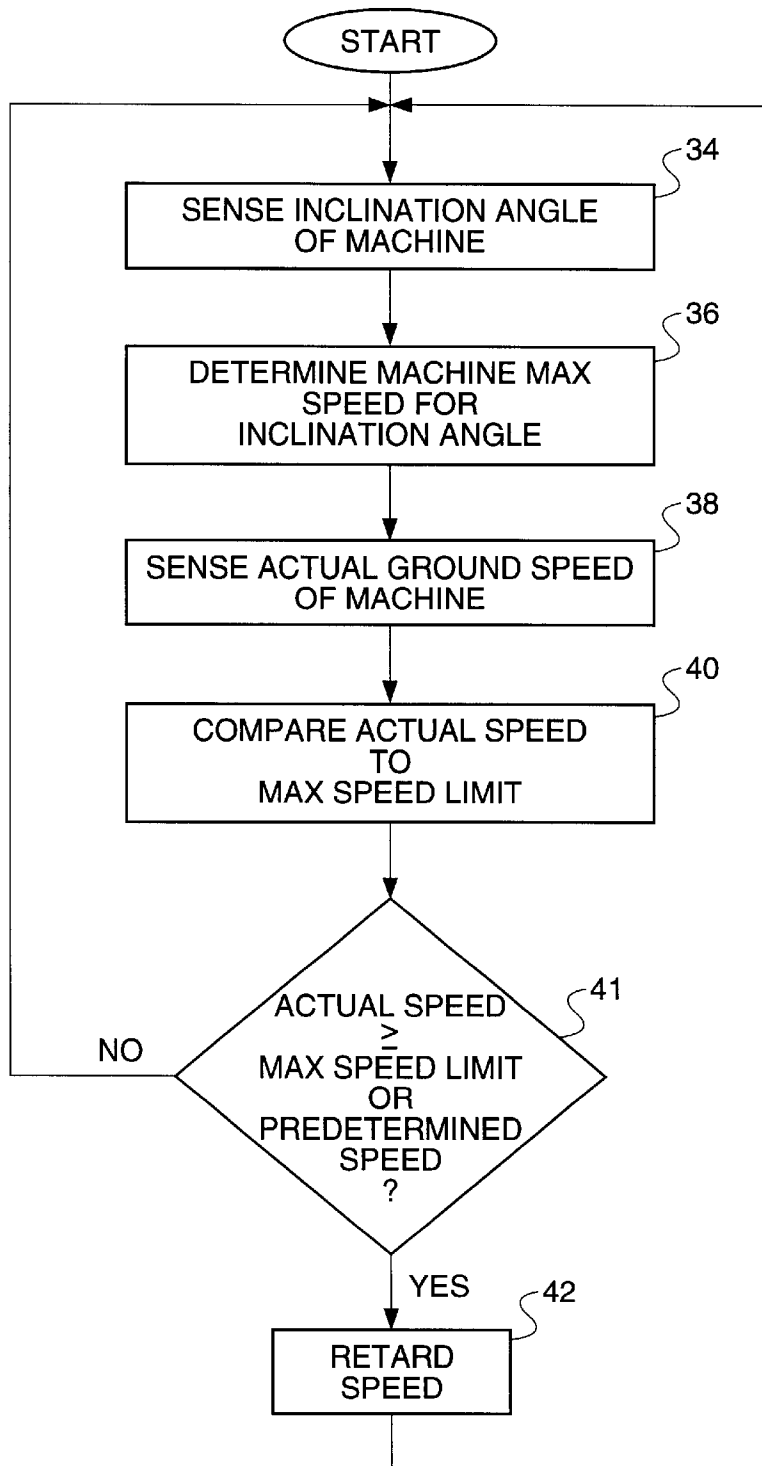 START
34
SENSE INCLINATION ANGLE
OF MACHINE
36
DETERMINE MACHINE MAX
SPEED FOR
INCLINATION ANGLE
38
SENSE ACTUAL GROUND SPEED
OF MACHINE
40
COMPARE ACTUAL SPEED
TO
MAX SPEED LIMIT
41
ACTUAL SPEED
≥
MAX SPEED LIMIT
OR
PREDETERMINED
SPEED
?
NO
YES
42
RETARD
SPEED